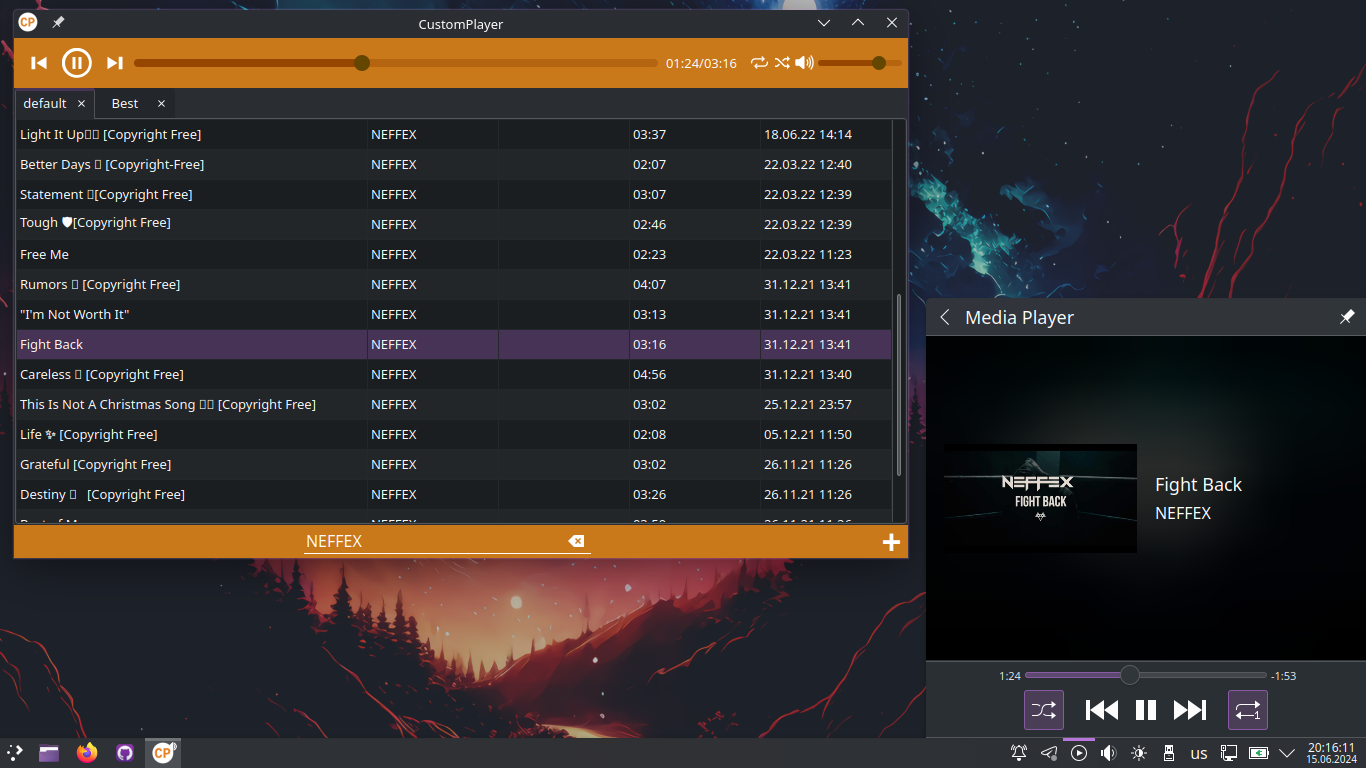 CP CustomPlayer
01:24/03:16
default Best
Light It Up [Copyright Free] NEFFEX 03:37 18.06.22 14:14
Better Days [Copyright-Free] NEFFEX 02:07 22.03.22 12:40
Statement [Copyright Free] NEFFEX 03:07 22.03.22 12:39
Tough 🛡[Copyright Free] NEFFEX 02:46 22.03.22 12:39
Free Me NEFFEX 02:23 22.03.22 11:23
Rumors [Copyright Free] NEFFEX 04:07 31.12.21 13:41
"I'm Not Worth It" NEFFEX 03:13 31.12.21 13:41
Fight Back NEFFEX 03:16 31.12.21 13:41
Careless [Copyright Free] NEFFEX 04:56 31.12.21 13:40
This Is Not A Christmas Song [Copyright Free] NEFFEX 03:02 25.12.21 23:57
Life ✨ [Copyright Free] NEFFEX 02:08 05.12.21 11:50
Grateful [Copyright Free] NEFFEX 03:02 26.11.21 11:26
Destiny [Copyright Free] NEFFEX 03:26 26.11.21 11:26
NEFFEX
Media Player
NEFFEX
FIGHT BACK
Fight Back
NEFFEX
1:24 -1:53
1
CP us 20:16:11
15.06.2024